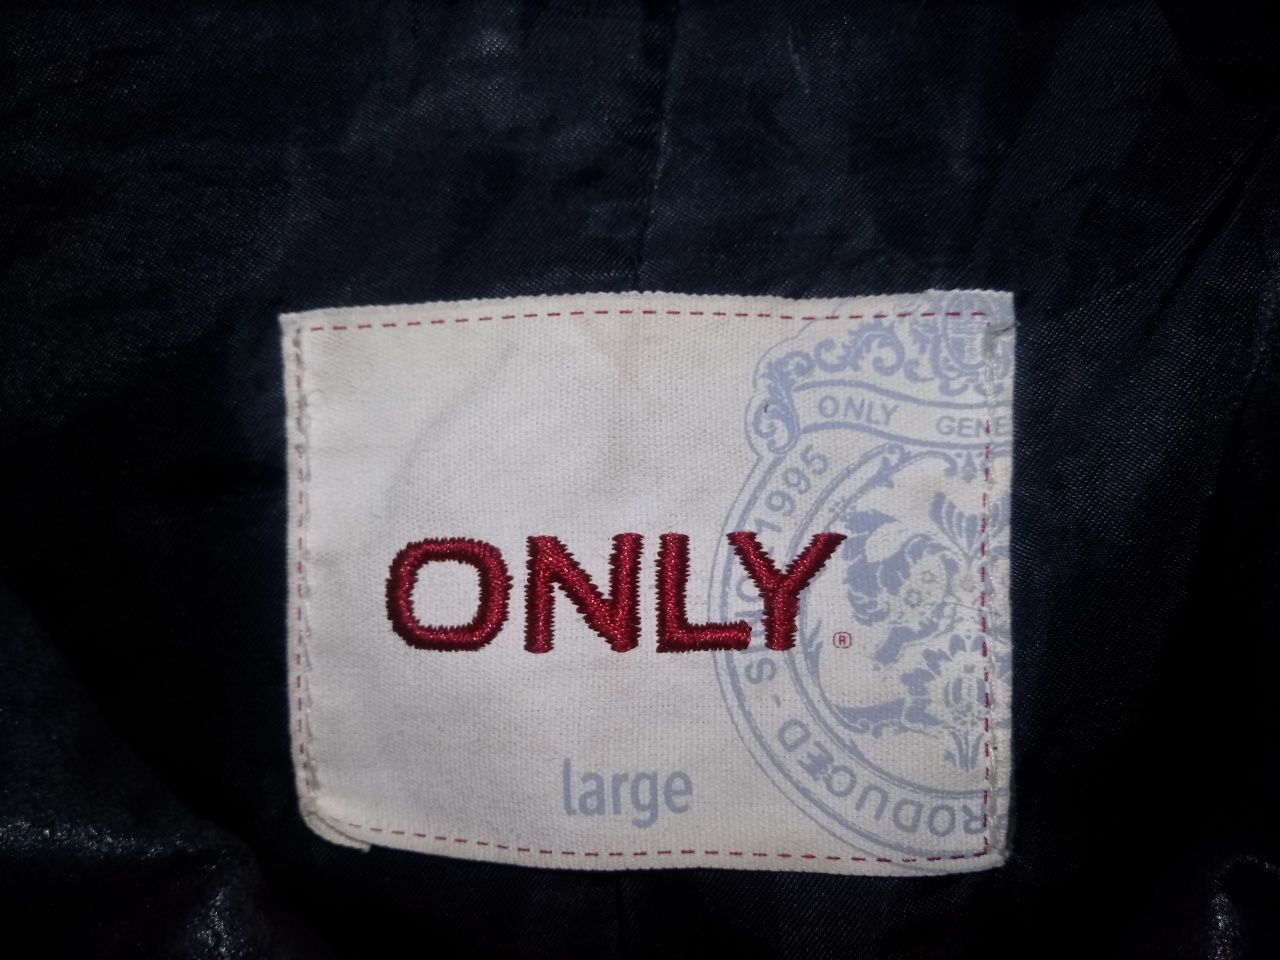 ONLY GENE
RODUCED - SINCE 1995
ONLY ®
large